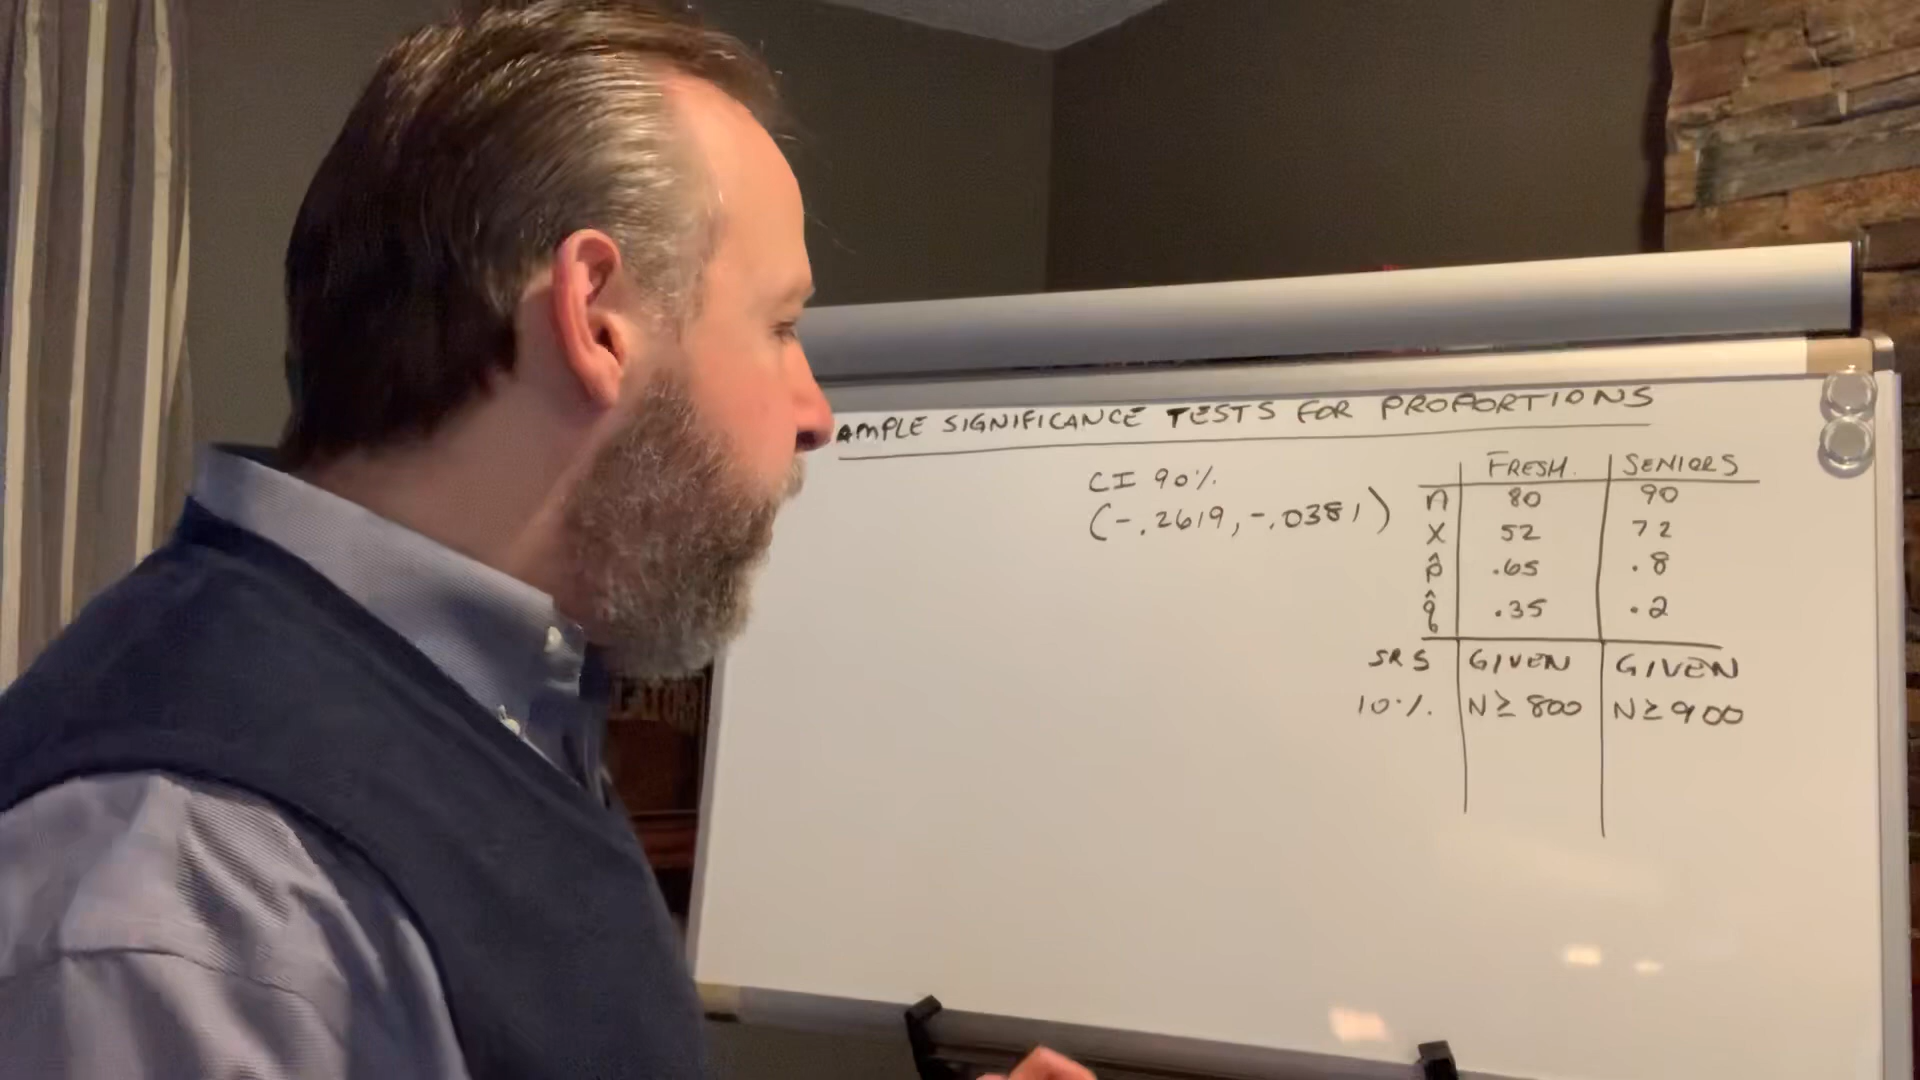 AMPLE SIGNIFICANCE TESTS FOR PROPORTIONS
CI 90%
(-.2619, -.0381)
FRESH. SENIORS
n 80 90
X 52 72
p̂ .65 .8
q̂ .35 .2
SRS GIVEN GIVEN
10%. N≥800 N≥900